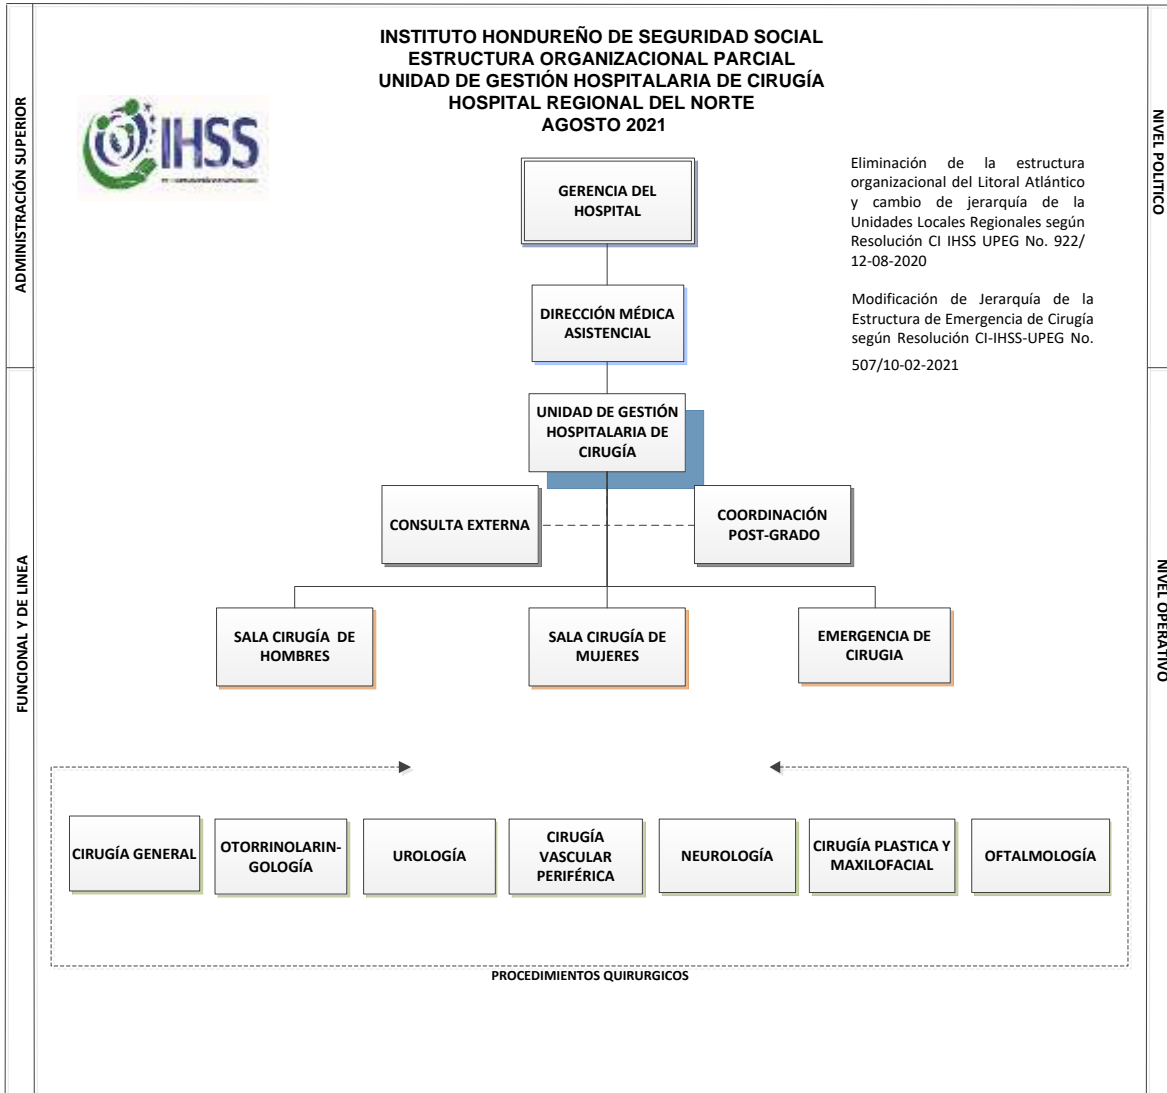 INSTITUTO HONDUREÑO DE SEGURIDAD SOCIAL
ESTRUCTURA ORGANIZACIONAL PARCIAL
UNIDAD DE GESTIÓN HOSPITALARIA DE CIRUGÍA
HOSPITAL REGIONAL DEL NORTE
AGOSTO 2021
IHSS
ADMINISTRACIÓN SUPERIOR
NIVEL POLITICO
GERENCIA DEL
HOSPITAL
Eliminación de la estructura
organizacional del Litoral Atlántico
y cambio de jerarquía de la
Unidades Locales Regionales según
Resolución CI IHSS UPEG No. 922/
12-08-2020
Modificación de Jerarquía de la
Estructura de Emergencia de Cirugía
según Resolución CI-IHSS-UPEG No.
507/10-02-2021
DIRECCIÓN MÉDICA
ASISTENCIAL
UNIDAD DE GESTIÓN
HOSPITALARIA DE
CIRUGÍA
CONSULTA EXTERNA
COORDINACIÓN
POST-GRADO
FUNCIONAL Y DE LINEA
NIVEL OPERATIVO
SALA CIRUGÍA  DE
HOMBRES
SALA CIRUGÍA DE
MUJERES
EMERGENCIA DE
CIRUGIA
CIRUGÍA GENERAL
OTORRINOLARIN-
GOLOGÍA
UROLOGÍA
CIRUGÍA
VASCULAR
PERIFÉRICA
NEUROLOGÍA
CIRUGÍA PLASTICA Y
MAXILOFACIAL
OFTALMOLOGÍA
PROCEDIMIENTOS QUIRURGICOS